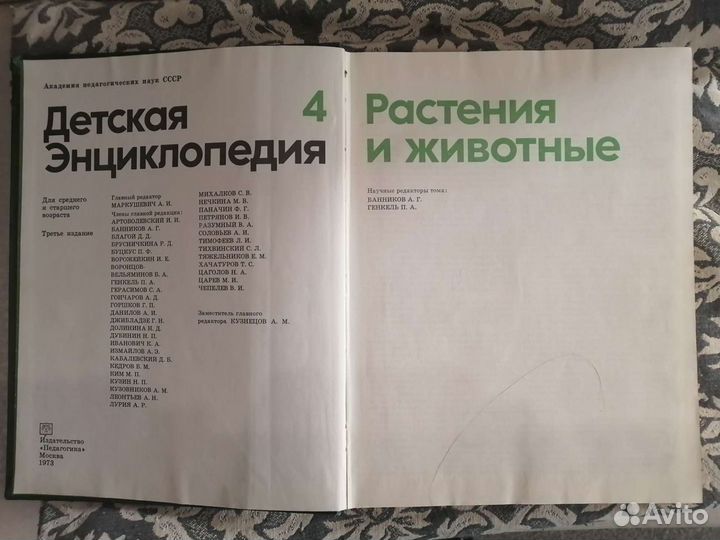 Академия педагогических наук СССР
Детская 4
Энциклопедия
Для среднего
и старшего
возраста
Третье издание
Главный редактор
МАРКУШЕВИЧ А. И.
Члены главной редакции:
АРТОБОЛЕВСКИЙ И. И.
БАННИКОВ А. Г.
БЛАГОЙ Д. Д.
БРУСНИЧКИНА Р. Д.
БУЦКУС П. Ф.
ВОРОЖЕЙКИН И. Е.
ВОРОНЦОВ-
ВЕЛЬЯМИНОВ Б. А.
ГЕНКЕЛЬ П. А.
ГЕРАСИМОВ С. А.
ГОНЧАРОВ А. Д.
ГОРШКОВ Г. П.
ДАНИЛОВ А. И.
ДЖИБЛАДЗЕ Г. Н.
ДОЛИНИНА Н. Д.
ДУБИНИН Н. П.
ИВАНОВИЧ К. А.
ИЗМАЙЛОВ А. Э.
КАБАЛЕВСКИЙ Д. Б.
КЕДРОВ Б. М.
КИМ М. П.
КУЗИН Н. П.
КУЗОВНИКОВ А. М.
ЛЕОНТЬЕВ А. Н.
ЛУРИЯ А. Р.
МИХАЛКОВ С. В.
НЕЧКИНА М. В.
ПАНАЧИН Ф. Г.
ПЕТРЯНОВ И. В.
РАЗУМНЫЙ В. А.
СОЛОВЬЕВ А. И.
ТИМОФЕЕВ Л. И.
ТИХВИНСКИЙ С. Л.
ТЯЖЕЛЬНИКОВ Е. М.
ХАЧАТУРОВ Т. С.
ЦАГОЛОВ Н. А.
ЦАРЕВ М. И.
ЧЕПЕЛЕВ В. И.
Заместитель главного
редактора КУЗНЕЦОВ А. М.
Издательство
«Педагогика»
Москва
1973
Растения
и животные
Научные редакторы тома:
БАННИКОВ А. Г.
ГЕНКЕЛЬ П. А.
Avito